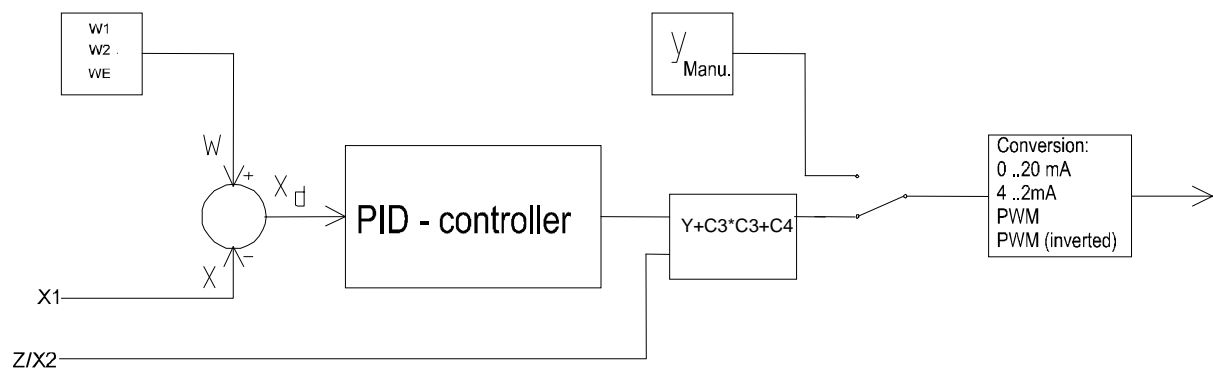 W1
W2 .
WE
y
Manu.
W
+
Xd
PID - controller
Y+C3*C3+C4
Conversion:
0 ..20 mA
4 ..2mA
PWM
PWM (inverted)
X
-
X1
Z/X2